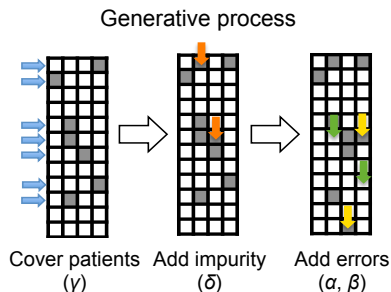 Generative process
Cover patients
(γ)
Add impurity
(δ)
Add errors
(α, β)